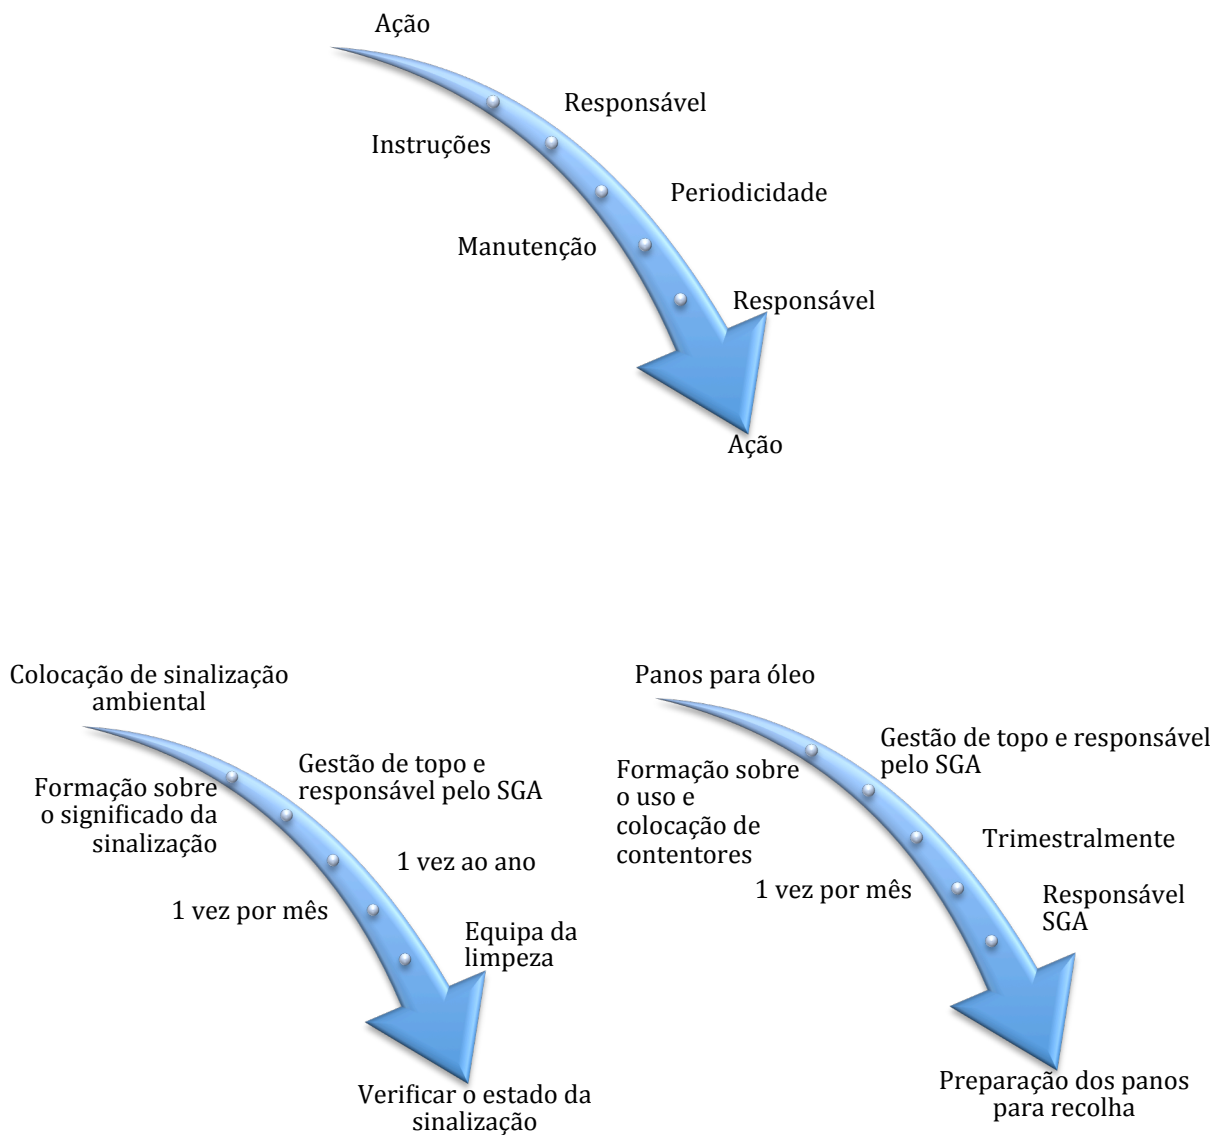 Ação
Responsável
Instruções
Periodicidade
Manutenção
Responsável
Ação
Colocação de sinalização
ambiental
Gestão de topo e
responsável pelo SGA
Formação sobre
o significado da
sinalização
1 vez ao ano
1 vez por mês
Equipa da
limpeza
Verificar o estado da
sinalização
Panos para óleo
Gestão de topo e responsável
pelo SGA
Formação sobre
o uso e
colocação de
contentores
Trimestralmente
1 vez por mês
Responsável
SGA
Preparação dos panos
para recolha